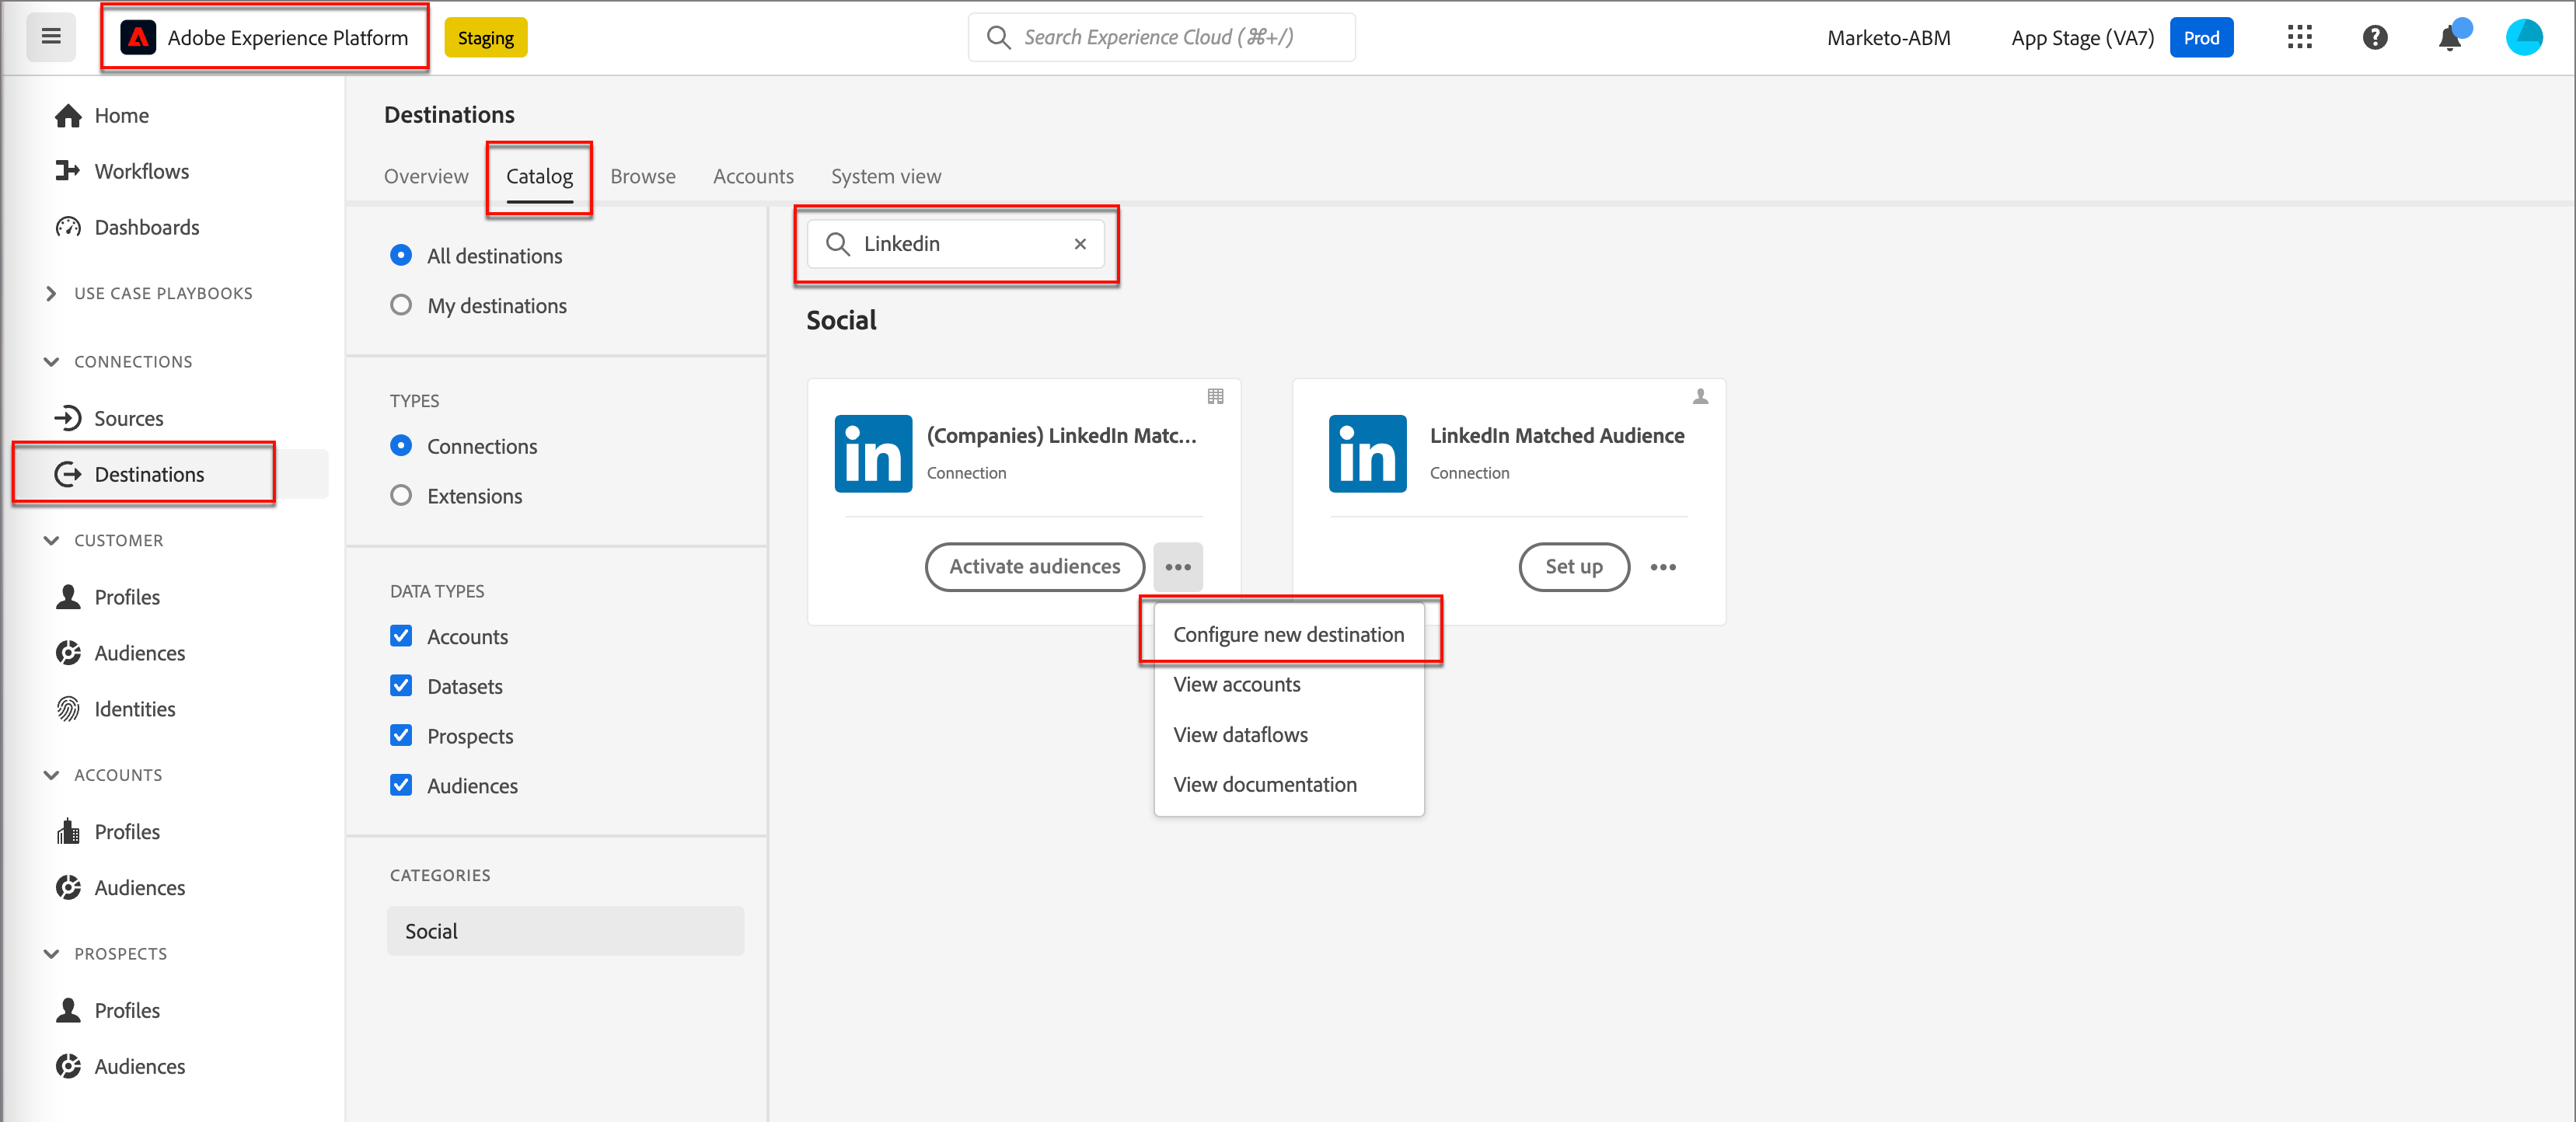 Adobe Experience Platform
Staging
Search Experience Cloud (⌘+/)
Marketo-ABM
App Stage (VA7)
Prod
Home
Workflows
Dashboards
USE CASE PLAYBOOKS
CONNECTIONS
Sources
Destinations
CUSTOMER
Profiles
Audiences
Identities
ACCOUNTS
Profiles
Audiences
PROSPECTS
Profiles
Audiences
Destinations
Overview
Catalog
Browse
Accounts
System view
All destinations
My destinations
TYPES
Connections
Extensions
DATA TYPES
Accounts
Datasets
Prospects
Audiences
CATEGORIES
Social
Linkedin
Social
in
(Companies) LinkedIn Matc...
Connection
Activate audiences
in
LinkedIn Matched Audience
Connection
Set up
Configure new destination
View accounts
View dataflows
View documentation